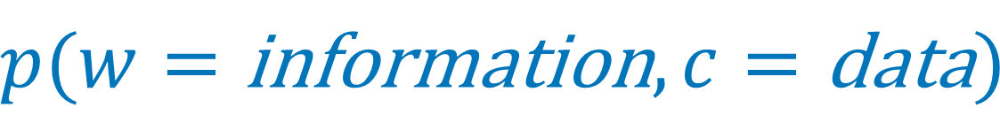 p(w = information, c = data)